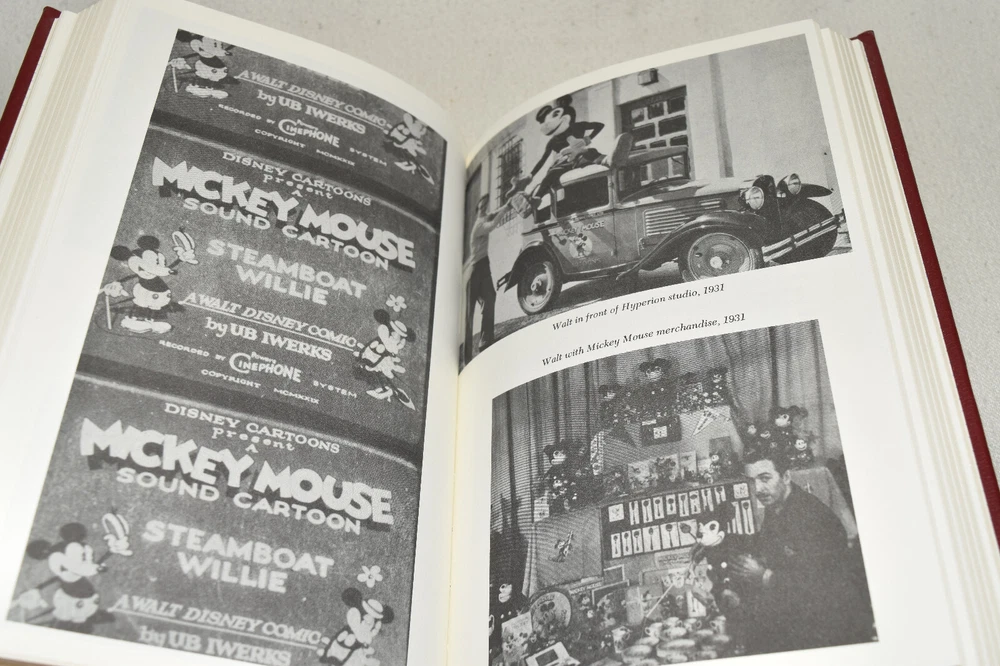 A WALT DISNEY COMIC
by UB IWERKS
RECORDED BY Powers CINEPHONE SYSTEM
COPYRIGHT MCMXXIX
DISNEY CARTOONS
present
A
MICKEY MOUSE
SOUND CARTOON
STEAMBOAT
WILLIE
A WALT DISNEY COMIC
by UB IWERKS
RECORDED BY Powers CINEPHONE SYSTEM
COPYRIGHT MCMXXIX
DISNEY CARTOONS
present
A
MICKEY MOUSE
SOUND CARTOON
STEAMBOAT
WILLIE
A WALT DISNEY COMIC
by UB IWERKS
MOUSE
Walt in front of Hyperion studio, 1931
Walt with Mickey Mouse merchandise, 1931